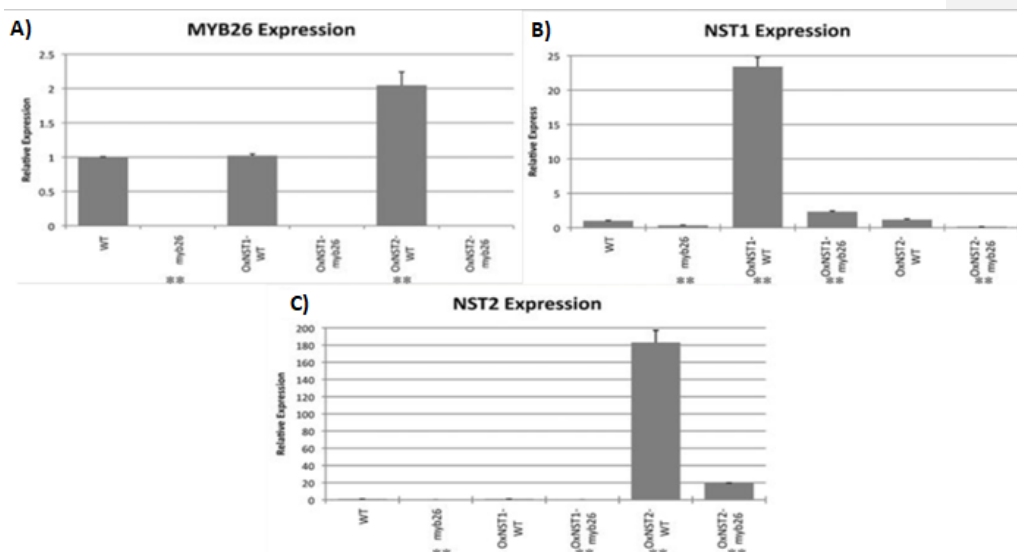 A)
MYB26 Expression
Relative Expression
2.5
2
1.5
1
0.5
0
WT
myb26
**
OxNST1-
WT
OxNST1-
myb26
OxNST2-
WT
**
OxNST2-
myb26
B)
NST1 Expression
Relative Express
25
20
15
10
5
0
WT
myb26
**
OxNST1-
WT
**
OxNST1-
myb26
**
OxNST2-
WT
OxNST2-
myb26
**
C)
NST2 Expression
Relative Expression
200
180
160
140
120
100
80
60
40
20
0
WT
myb26
OxNST1-
WT
OxNST1-
myb26
OxNST2-
WT
OxNST2-
myb26